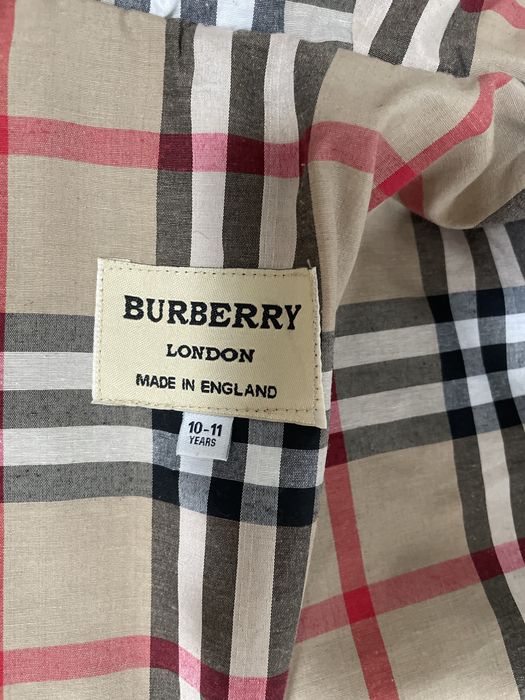 BURBERRY
LONDON
MADE IN ENGLAND
10-11
YEARS